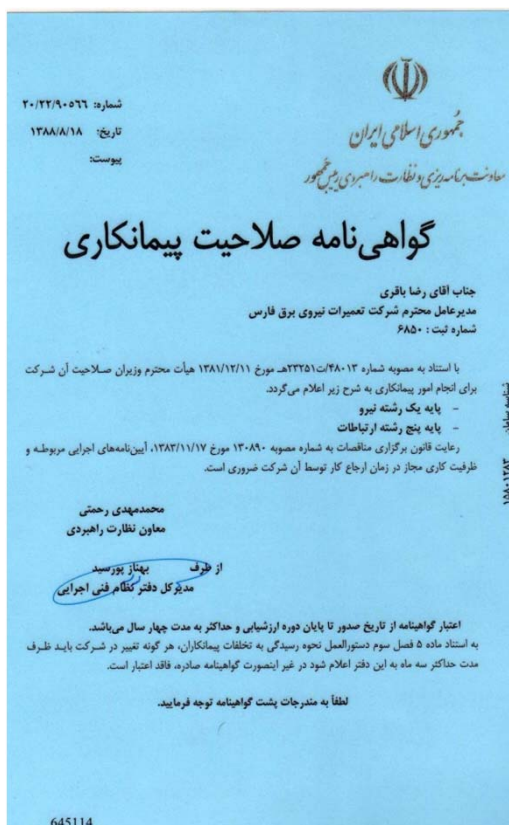 جمهوری اسلامی ایران
معاونت برنامه‌ریزی و نظارت راهبردی رئیس جمهور
شماره: ۲۰/۲۲/۹۰۵۶۶
تاریخ: ۱۳۸۸/۸/۱۸
پیوست:
گواهی‌نامه صلاحیت پیمانکاری
جناب آقای رضا باقری
مدیرعامل محترم شرکت تعمیرات نیروی برق فارس
شماره ثبت : ۶۸۵۰
با استناد به مصوبه شماره ۴۸۰۱۳/ت۲۳۲۵۱هـ مورخ ۱۳۸۱/۱۲/۱۱ هیأت محترم وزیران صلاحیت آن شرکت
برای انجام امور پیمانکاری به شرح زیر اعلام می‌گردد.
- پایه یک رشته نیرو
- پایه پنج رشته ارتباطات
رعایت قانون برگزاری مناقصات به شماره مصوبه ۱۳۰۸۹۰ مورخ ۱۳۸۳/۱۱/۱۷، آیین‌نامه‌های اجرایی مربوطه و
ظرفیت کاری مجاز در زمان ارجاع کار توسط آن شرکت ضروری است.
محمدمهدی رحمتی
معاون نظارت راهبردی
از طرف بهناز پورسید
مدیرکل دفتر نظام فنی اجرایی
اعتبار گواهینامه از تاریخ صدور تا پایان دوره ارزشیابی و حداکثر به مدت چهار سال می‌باشد.
به استناد ماده ۵ فصل سوم دستورالعمل نحوه رسیدگی به تخلفات پیمانکاران، هر گونه تغییر در شرکت باید ظرف
مدت حداکثر سه ماه به این دفتر اعلام شود در غیر اینصورت گواهینامه صادره، فاقد اعتبار است.
لطفاً به مندرجات پشت گواهینامه توجه فرمایید.
645114